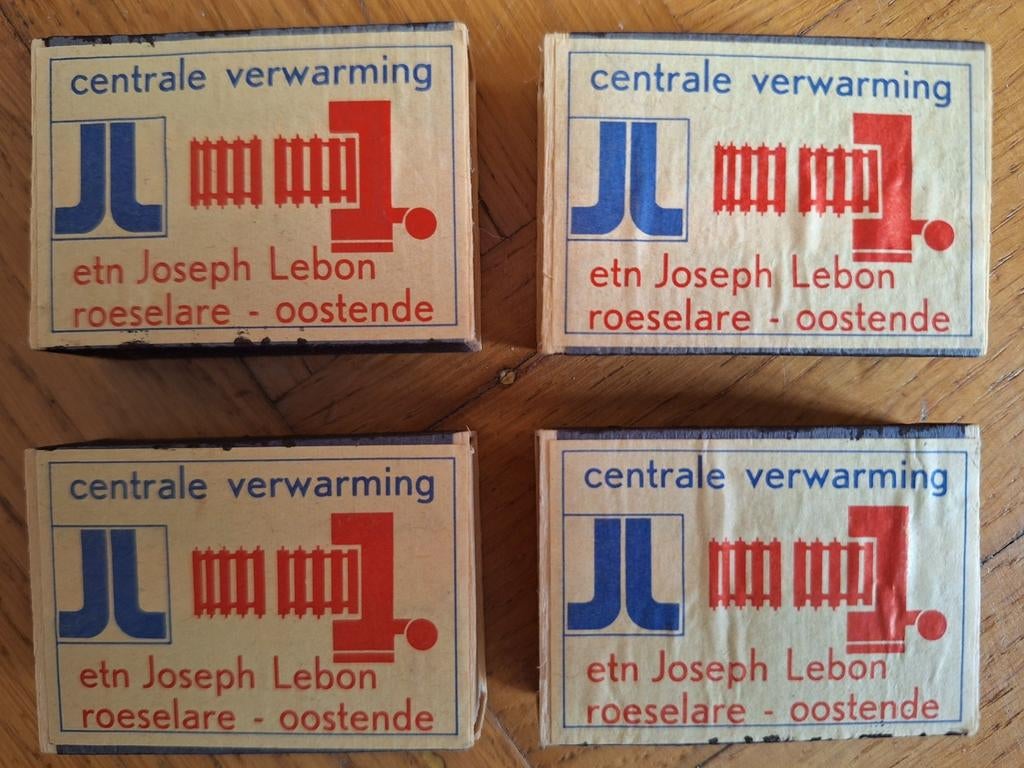 centrale verwarming
JL
etn Joseph Lebon
roeselare - oostende
centrale verwarming
JL
etn Joseph Lebon
roeselare - oostende
centrale verwarming
JL
etn Joseph Lebon
roeselare - oostende
centrale verwarming
JL
etn Joseph Lebon
roeselare - oostende